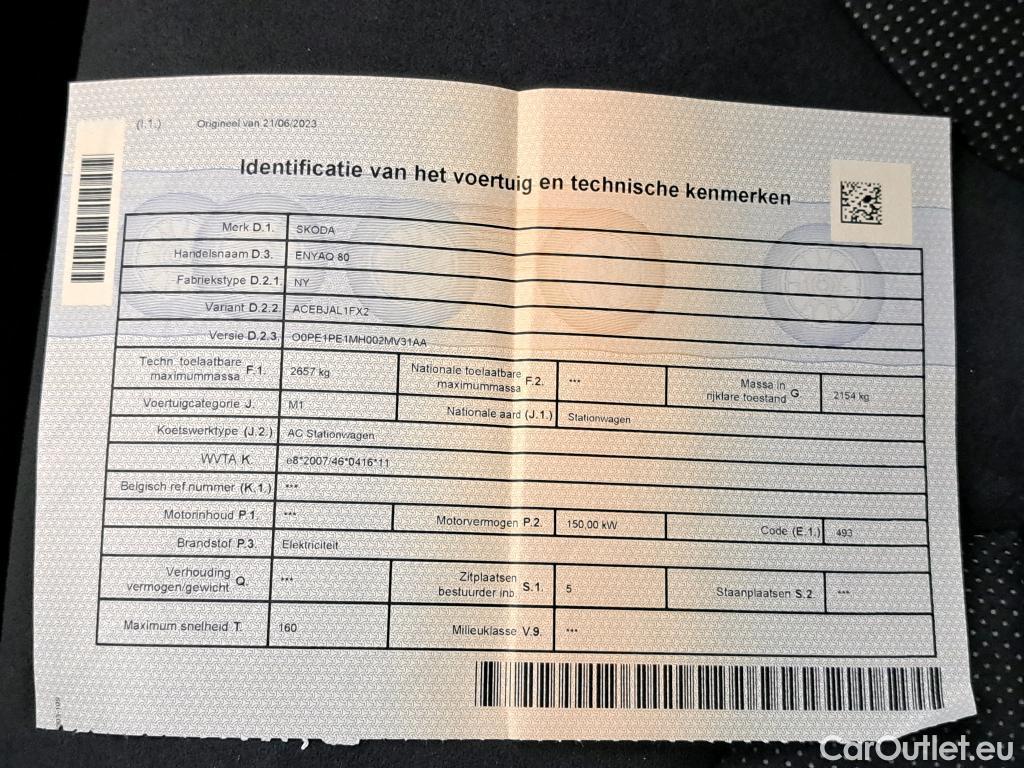 (I.1.) Origineel van 21/06/2023
Identificatie van het voertuig en technische kenmerken
Merk D.1. SKODA
Handelsnaam D.3. ENYAQ 80
Fabriekstype D.2.1. NY
Variant D.2.2. ACEBJAL1FX2
Versie D.2.3. O0PE1PE1MH002MV31AA
Techn. toelaatbare maximummassa F.1. 2657 kg Nationale toelaatbare maximummassa F.2. *** Massa in rijklare toestand G. 2154 kg
Voertuigcategorie J. M1 Nationale aard (J.1.) Stationwagen
Koetswerktype (J.2.) AC Stationwagen
WVTA K. e8*2007/46*0416*11
Belgisch ref.nummer (K.1.) ***
Motorinhoud P.1. *** Motorvermogen P.2. 150,00 kW Code (E.1.) 493
Brandstof P.3. Elektriciteit
Verhouding vermogen/gewicht Q. *** Zitplaatsen bestuurder inb. S.1. 5 Staanplaatsen S.2. ***
Maximum snelheid T. 160 Milieuklasse V.9. ***
CarOutlet.eu